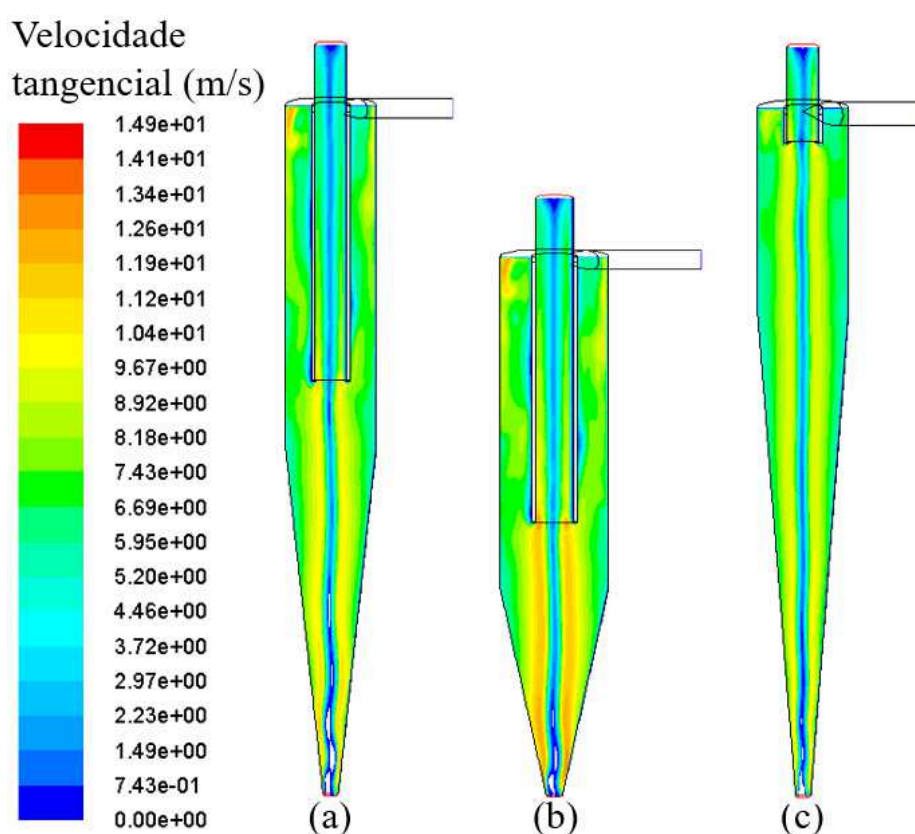 Velocidade
tangencial (m/s)
1.49e+01
1.41e+01
1.34e+01
1.26e+01
1.19e+01
1.12e+01
1.04e+01
9.67e+00
8.92e+00
8.18e+00
7.43e+00
6.69e+00
5.95e+00
5.20e+00
4.46e+00
3.72e+00
2.97e+00
2.23e+00
1.49e+00
7.43e-01
0.00e+00
(a) (b) (c)